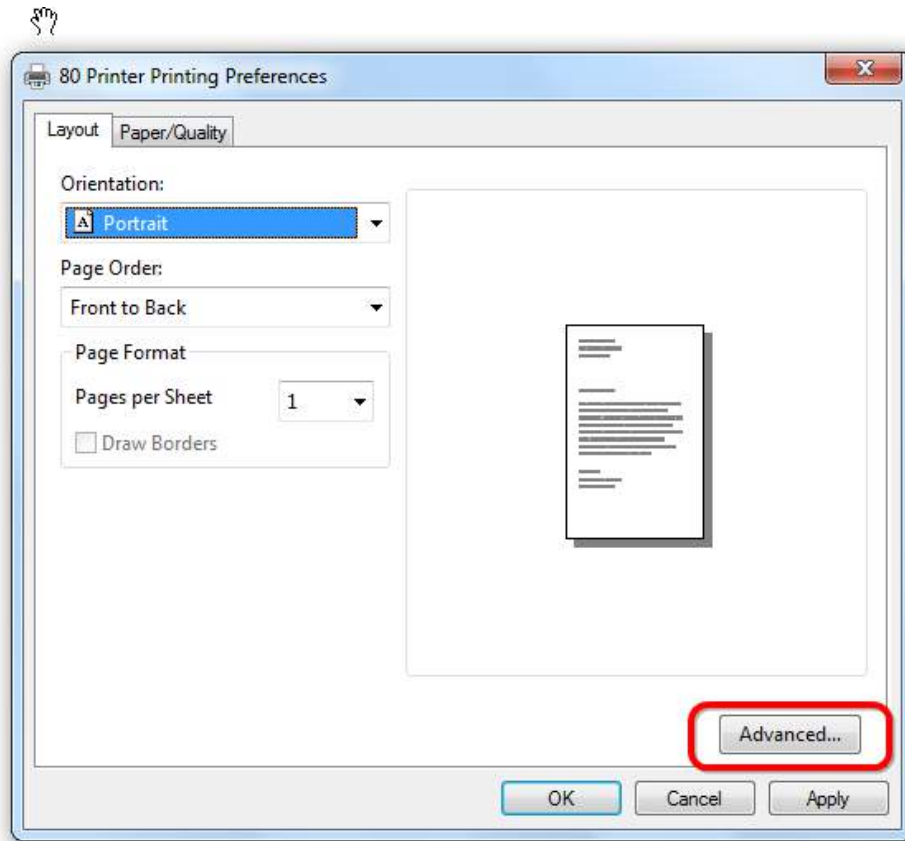 80 Printer Printing Preferences
Layout Paper/Quality
Orientation:
A Portrait
Page Order:
Front to Back
Page Format
Pages per Sheet 1
Draw Borders
Advanced...
OK Cancel Apply